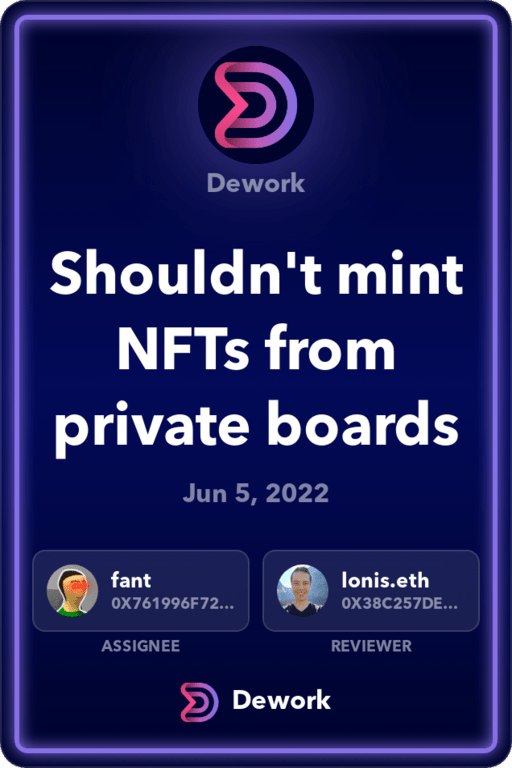 Dework
Shouldn't mint
NFTs from
private boards
Jun 5, 2022
fant
0X761996F72...
ASSIGNEE
lonis.eth
0X38C257DE...
REVIEWER
Dework